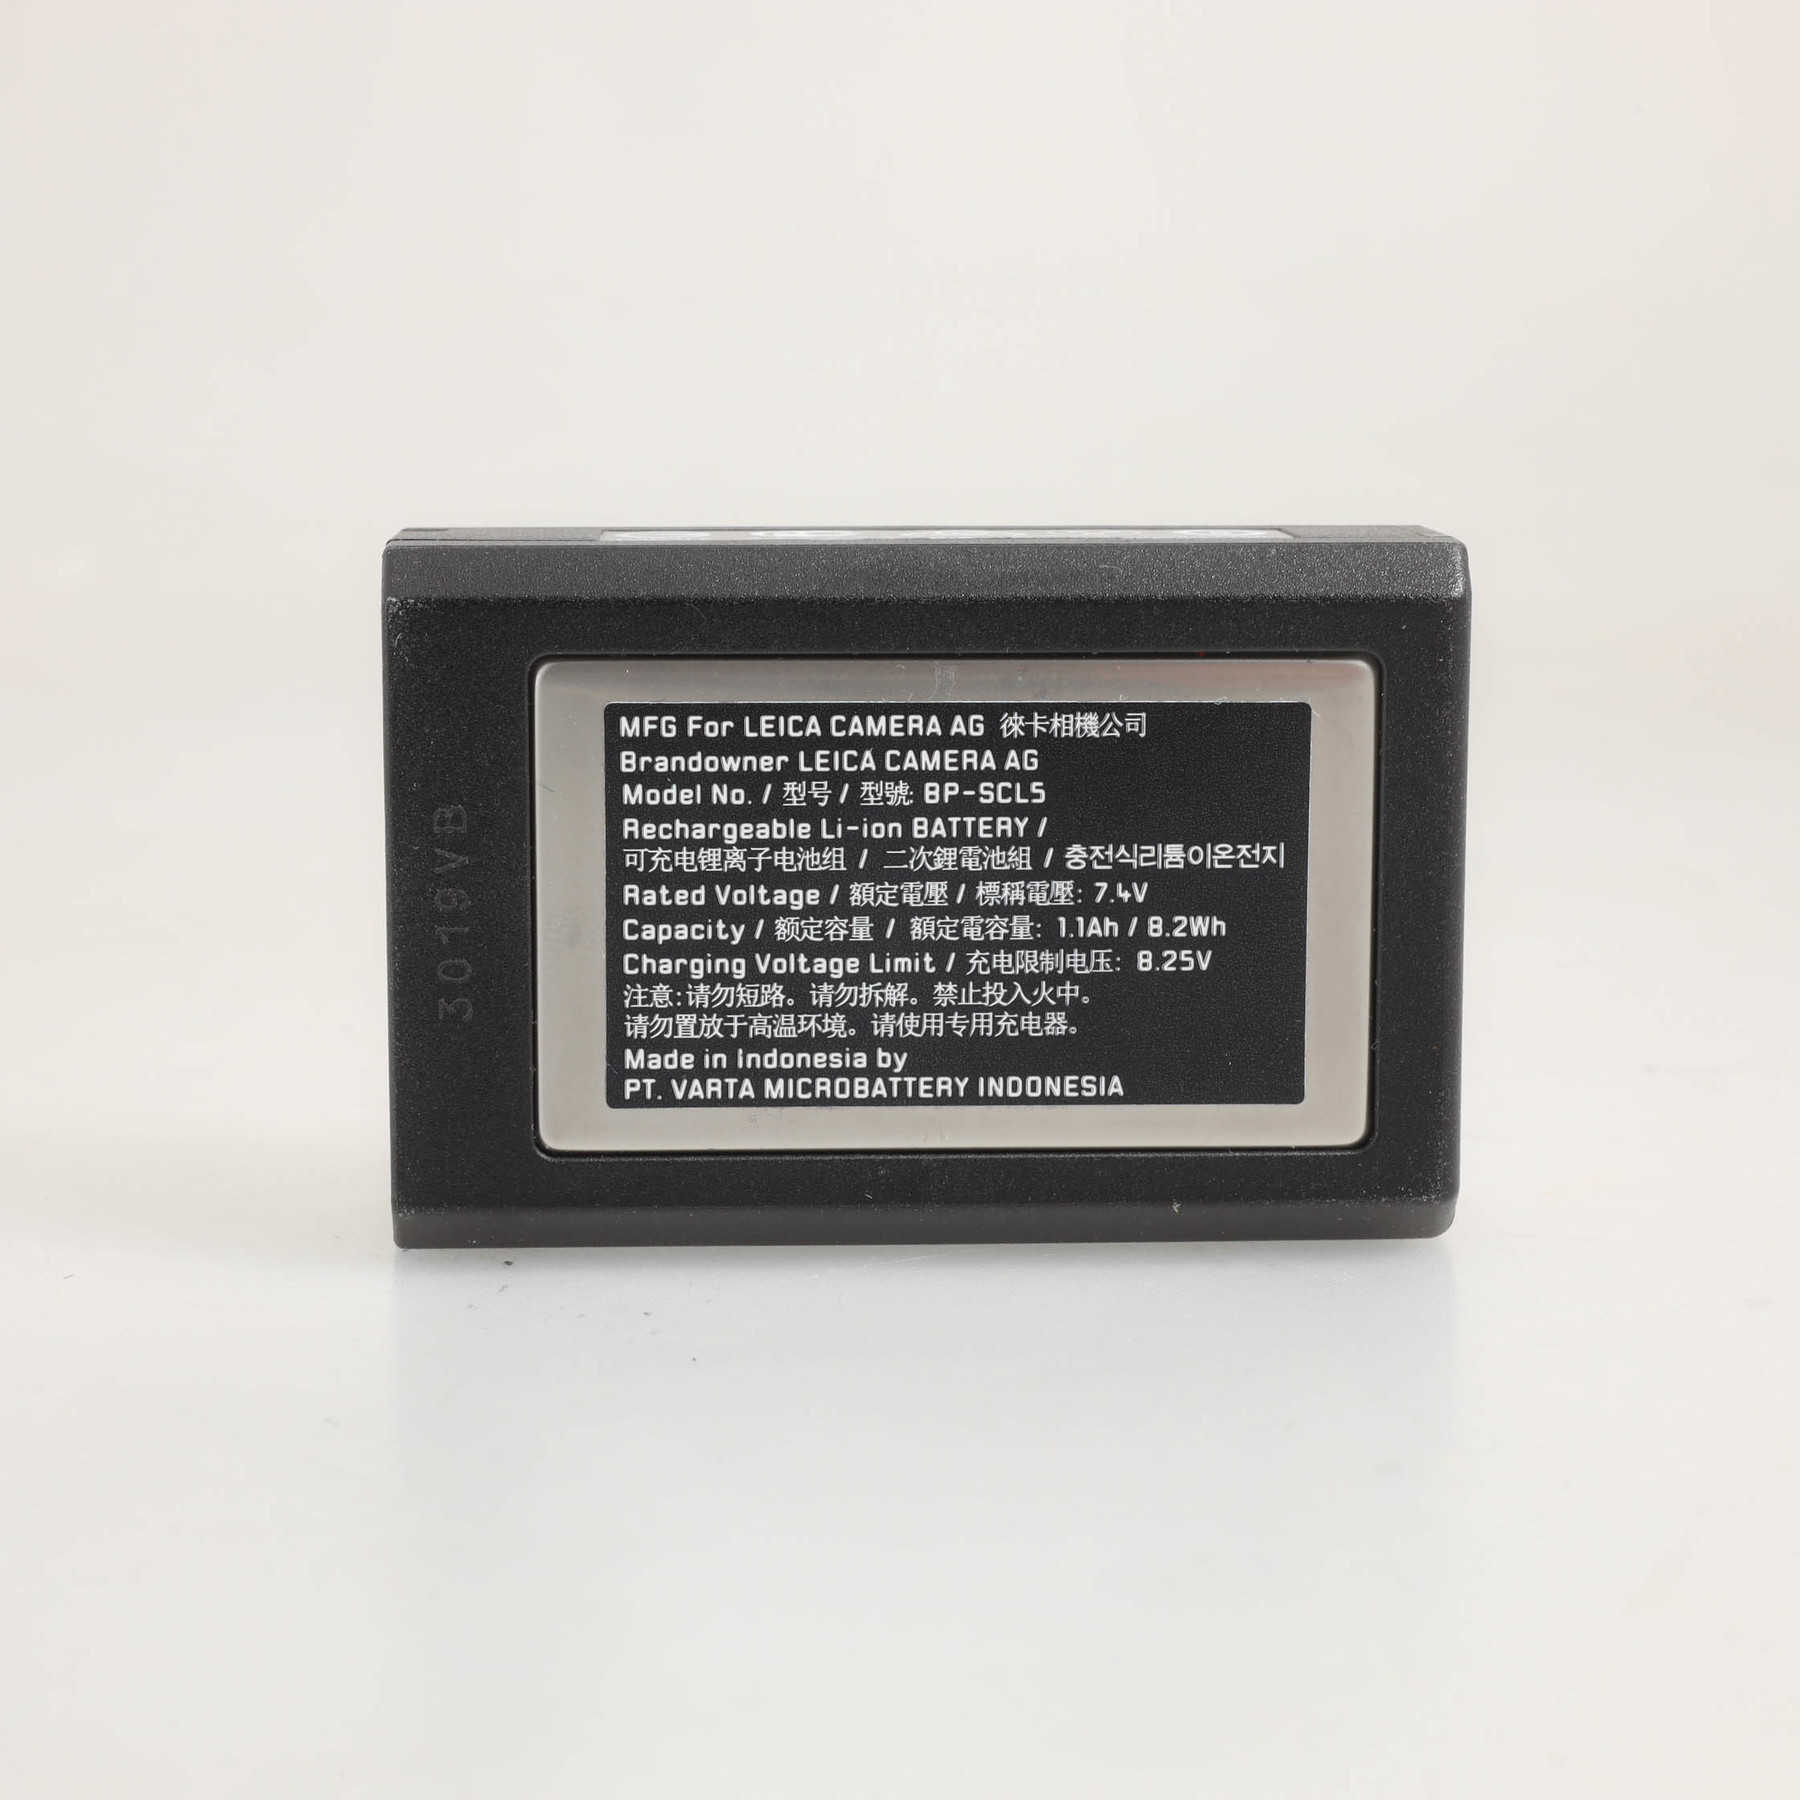 MFG For LEICA CAMERA AG 徠卡相機公司
Brandowner LEICA CAMERA AG
Model No. / 型号 / 型號: BP-SCL5
Rechargeable Li-ion BATTERY /
可充电锂离子电池组 / 二次鋰電池組 / 충전식리튬이온전지
Rated Voltage / 額定電壓 / 標稱電壓: 7.4V
Capacity / 额定容量 / 額定電容量: 1.1Ah / 8.2Wh
Charging Voltage Limit / 充电限制电压: 8.25V
注意:请勿短路。请勿拆解。禁止投入火中。
请勿置放于高温环境。请使用专用充电器。
Made in Indonesia by
PT. VARTA MICROBATTERY INDONESIA
3019VB